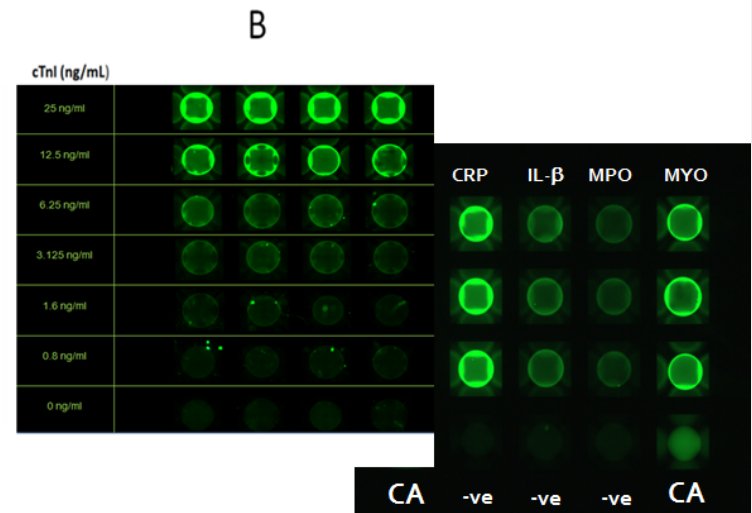 B
cTnI (ng/mL)
25 ng/ml
12.5 ng/ml
6.25 ng/ml
3.125 ng/ml
1.6 ng/ml
0.8 ng/ml
0 ng/ml
CRP IL-β MPO MYO
CA -ve -ve -ve CA